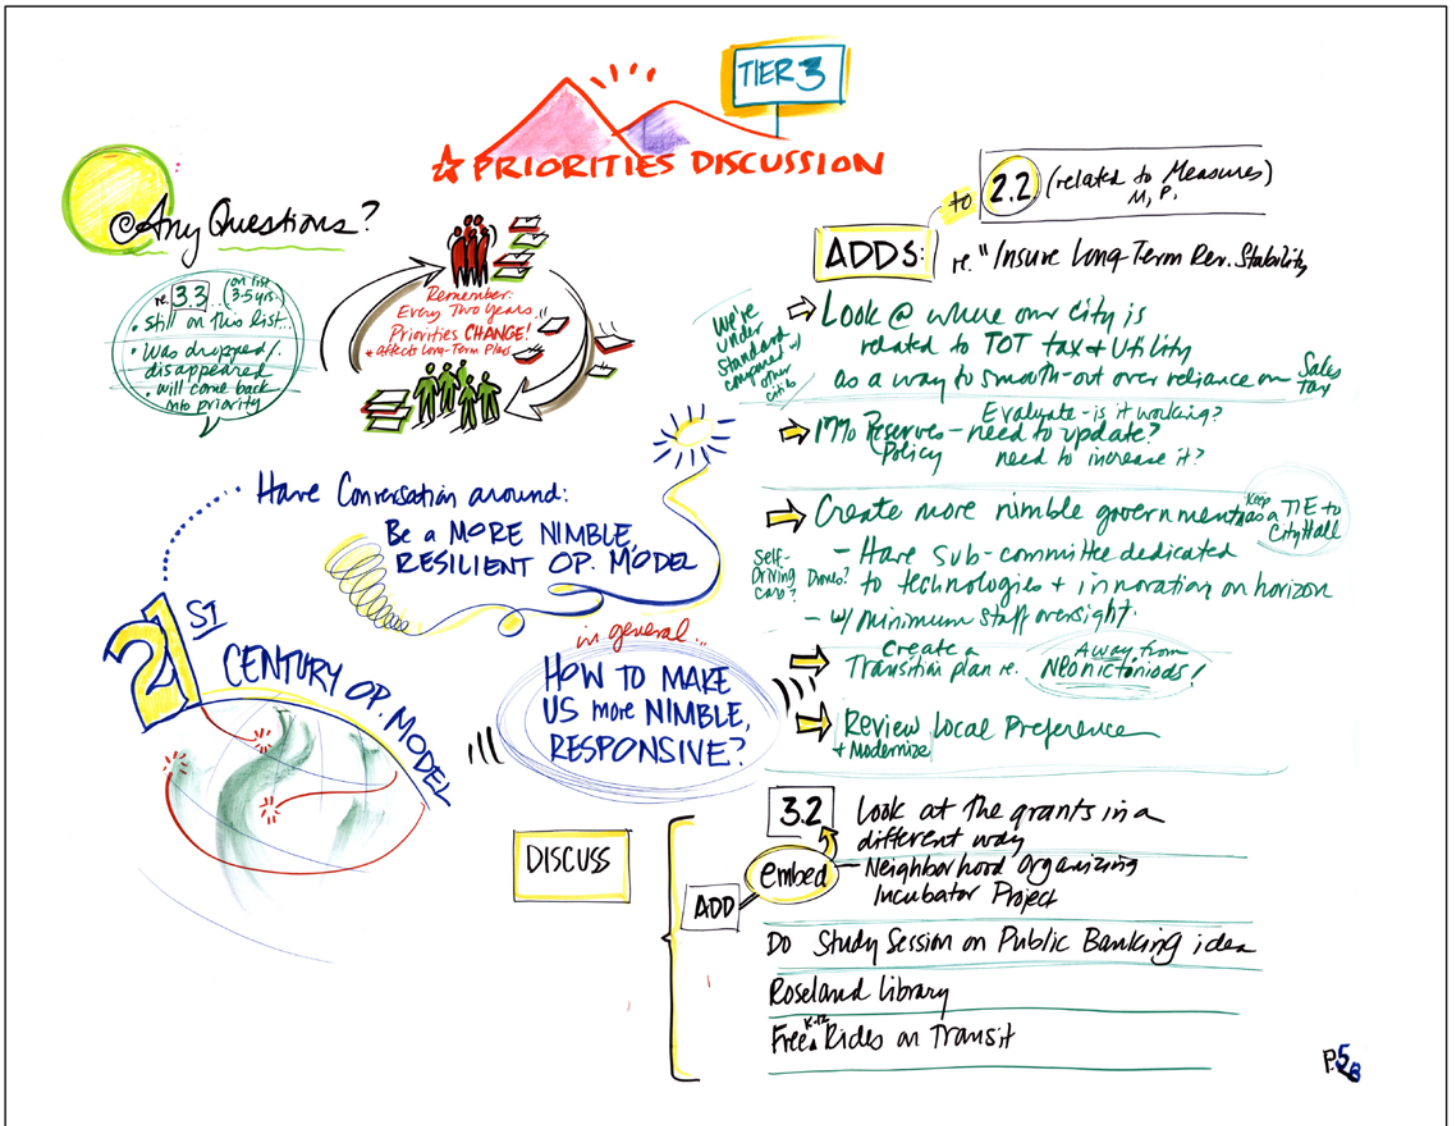 TIER 3
☆ PRIORITIES DISCUSSION
@ Any Questions?
re. 3.3... (on list
3-5 yrs.)
• still on this list...
• was dropped/
disappeared
• will come back
into priority
Remember:
Every Two Years,
Priorities CHANGE!
* affects Long-Term Plans
Have Conversation around:
Be a MORE NIMBLE,
RESILIENT OP. MODEL
21ST
CENTURY OP. MODEL
in general...
HOW TO MAKE
US more NIMBLE,
RESPONSIVE?
ADDS:
to 2.2. (related to Measures)
M, P.
re. "Insure Long-Term Rev. Stability
We're
under
Standard
compared w/
other
cities
Look @ where our city is
related to TOT tax & Utility
as a way to smooth-out over reliance on Sales
tax
17% Reserves - need to update?
Policy
Evaluate - is it working?
need to increase it?
Create more nimble government
Keep as a TIE to
City Hall
- Have sub-committee dedicated
to technologies + innovation on horizon
Self-
Driving
Cars?
Drones?
- w/ minimum staff oversight.
Create a
Transition plan re.
Away from
Neonictoniods!
Review Local Preference
+ Modernize
DISCUSS
ADD
embed
3.2
Look at the grants in a
different way
- Neighborhood Organizing
Incubator Project
Do Study Session on Public Banking idea
Roseland Library
Free K-12 Rides on Transit
P.5B